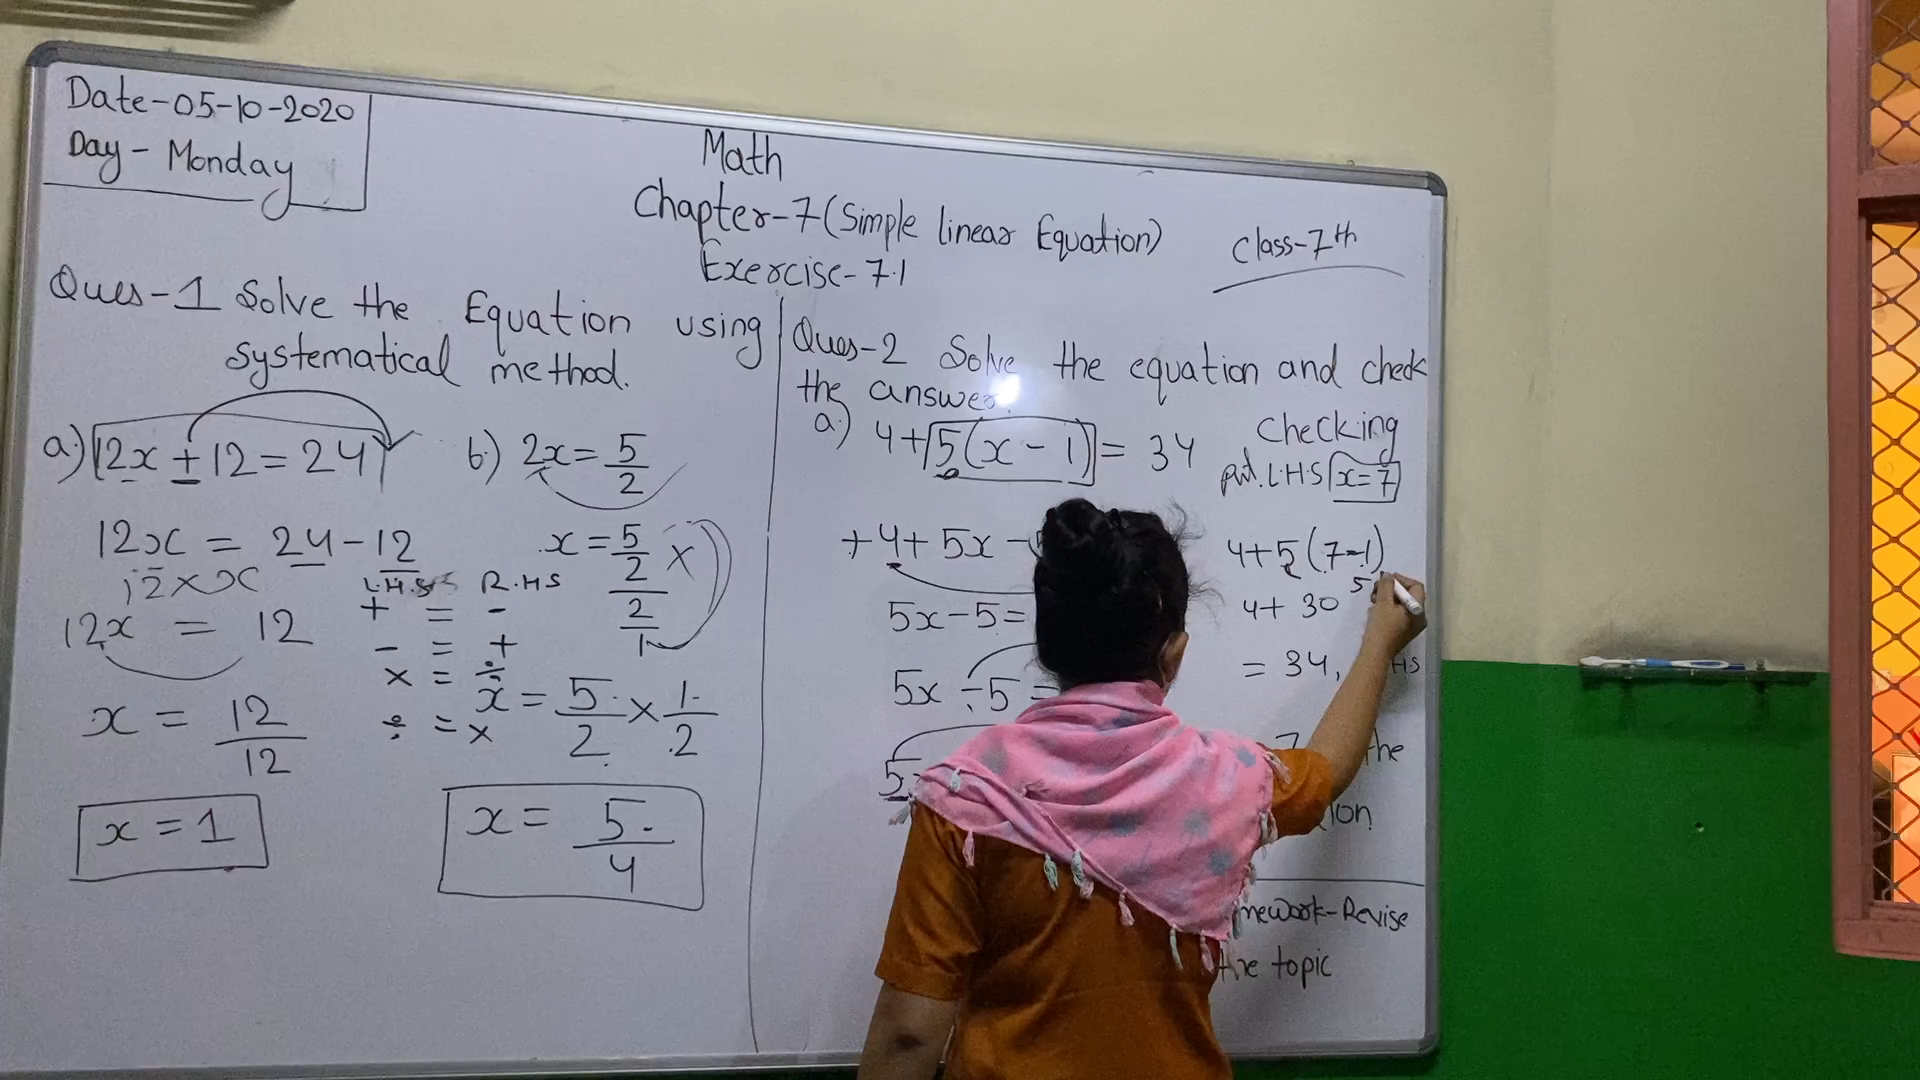 Date-05-10-2020
Day - Monday
Math
Chapter-7 (Simple linear Equation)
Exercise-7.1
Class-7th
Ques-1 Solve the Equation using
systematical method.
a) 12x + 12 = 24
12x = 24 - 12
12 × x
12x = 12
x = 12/12
x = 1
L.H.S R.H.S
+ = -
- = +
× = ÷
÷ = ×
b) 2x = 5/2
x = 5/2 ×
2/1
x = 5/2 × 1/2
x = 5/4
Ques-2 Solve the equation and check
the answer.
a) 4+5(x-1) = 34
+4+5x-
5x-5=
5x-5=
5
Checking
put L.H.S x=7
4+5(7-1)
5
4+30
= 34,
7 the
Revise
the topic